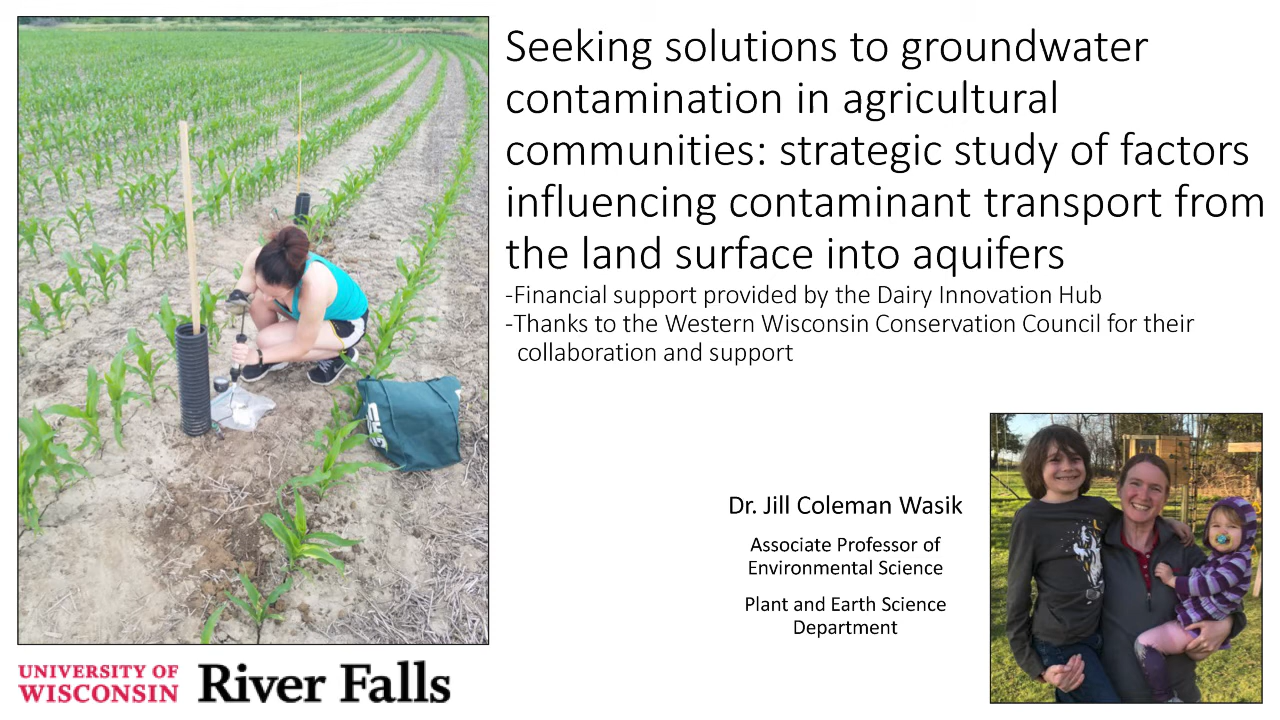 Seeking solutions to groundwater
contamination in agricultural
communities: strategic study of factors
influencing contaminant transport from
the land surface into aquifers
-Financial support provided by the Dairy Innovation Hub
-Thanks to the Western Wisconsin Conservation Council for their
collaboration and support
Dr. Jill Coleman Wasik
Associate Professor of
Environmental Science
Plant and Earth Science
Department
UNIVERSITY OF
WISCONSIN
River Falls